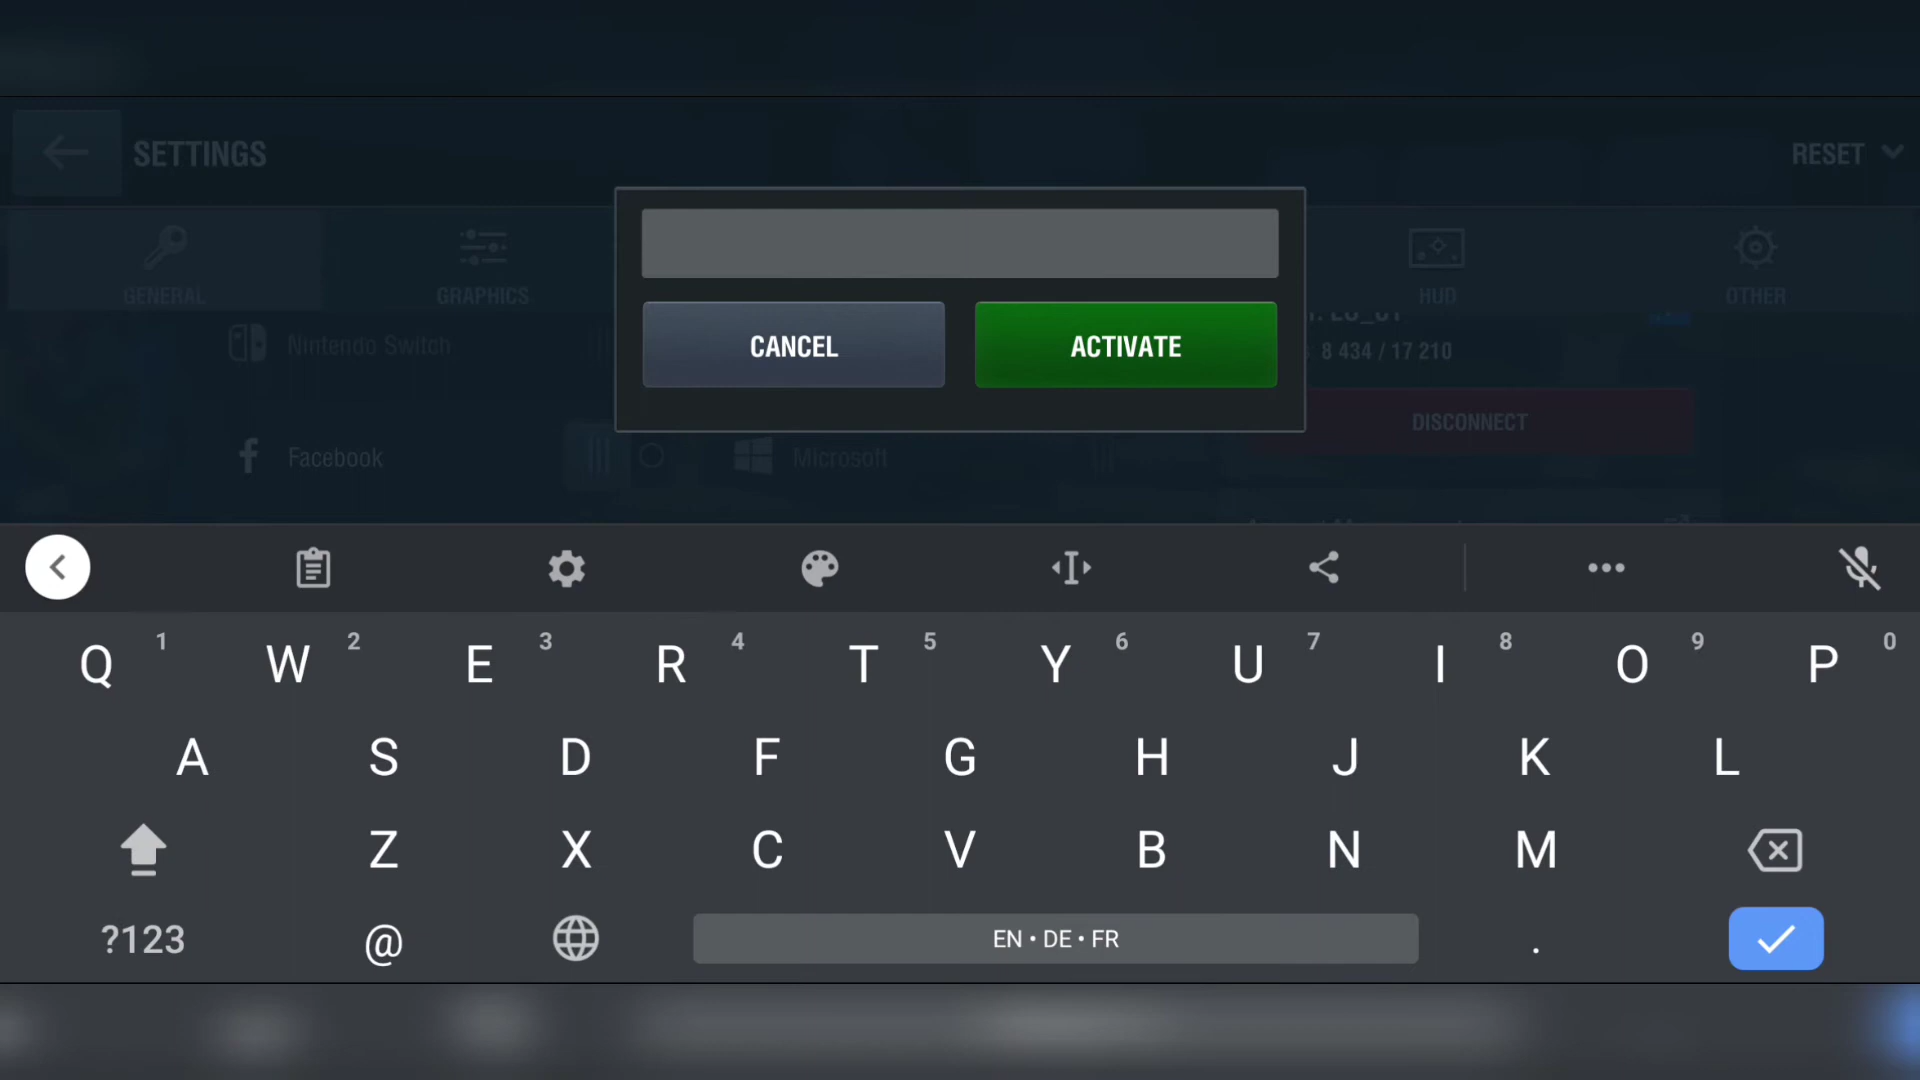 SETTINGS
RESET
GENERAL
GRAPHICS
HUD
OTHER
CANCEL
ACTIVATE
Nintendo Switch
8 434 / 17 210
DISCONNECT
Facebook
Microsoft
Q 1 W 2 E 3 R 4 T 5 Y 6 U 7 I 8 O 9 P 0
A S D F G H J K L
Z X C V B N M
?123 @ EN • DE • FR .